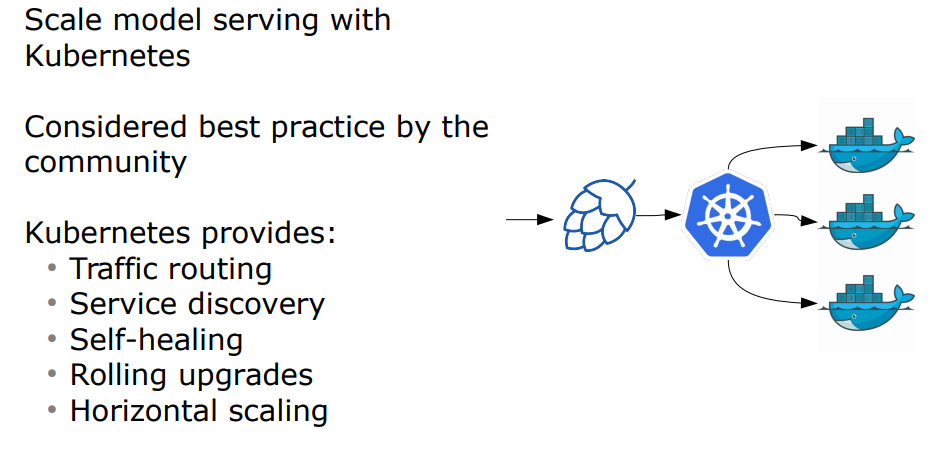 Scale model serving with
Kubernetes
Considered best practice by the
community
Kubernetes provides:
• Traffic routing
• Service discovery
• Self-healing
• Rolling upgrades
• Horizontal scaling